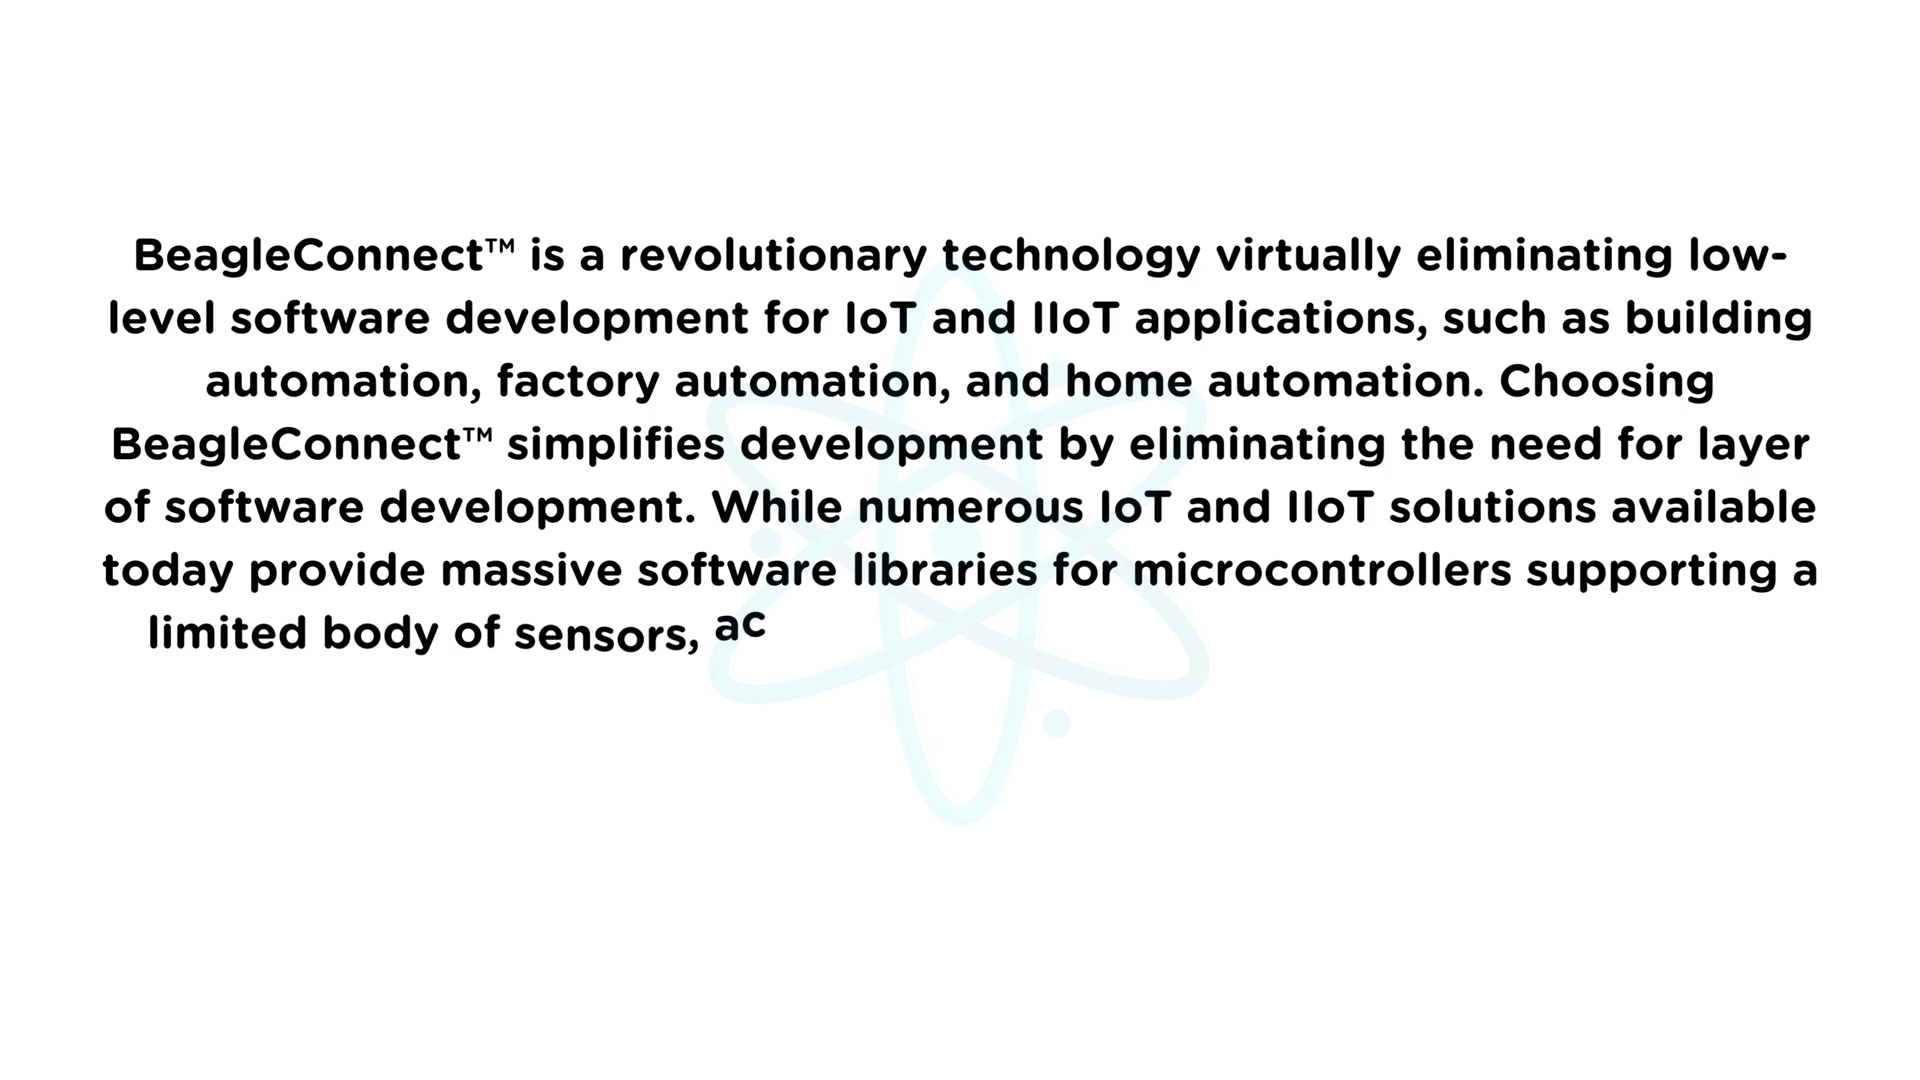 BeagleConnect™ is a revolutionary technology virtually eliminating low-
level software development for IoT and IIoT applications, such as building
automation, factory automation, and home automation. Choosing
BeagleConnect™ simplifies development by eliminating the need for layer
of software development. While numerous IoT and IIoT solutions available
today provide massive software libraries for microcontrollers supporting a
limited body of sensors, ac